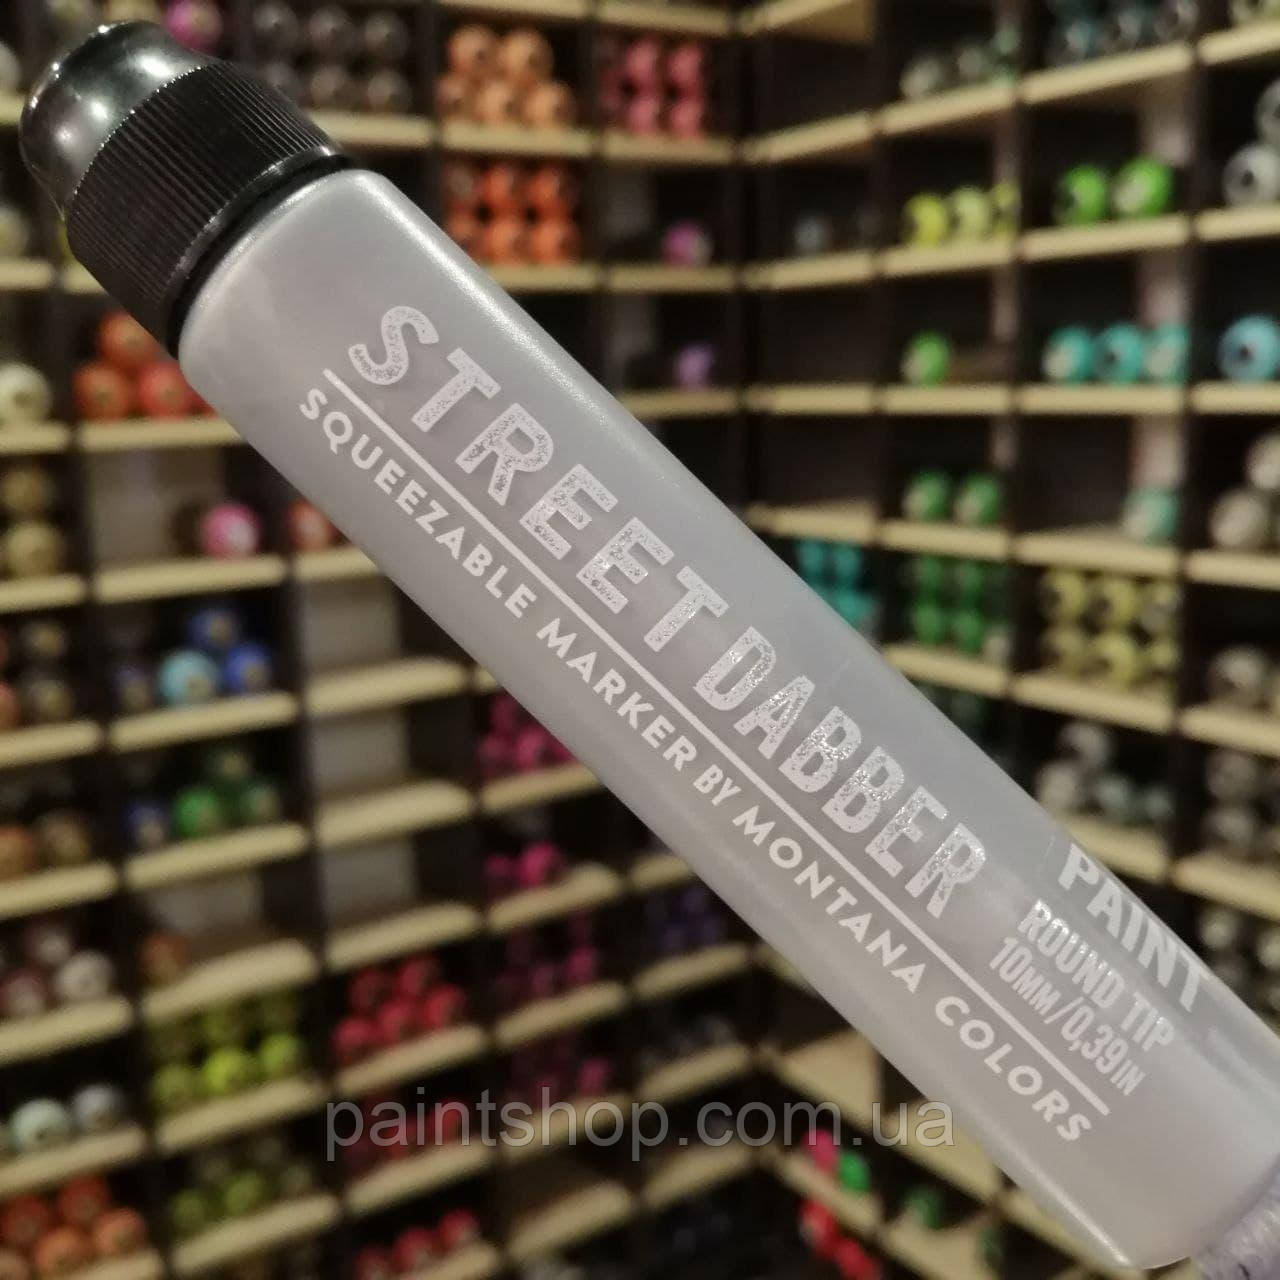 STREET DABBER
SQUEEZABLE MARKER BY MONTANA COLORS
PAINT
ROUND TIP
10MM/0,39IN
paintshop.com.ua